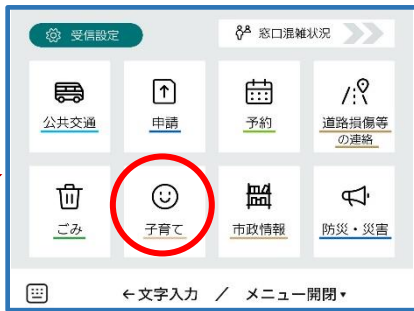 受信設定
窓口混雑状況
公共交通
申請
予約
道路損傷等
の連絡
ごみ
子育て
市政情報
防災・災害
←文字入力 / メニュー開閉▾